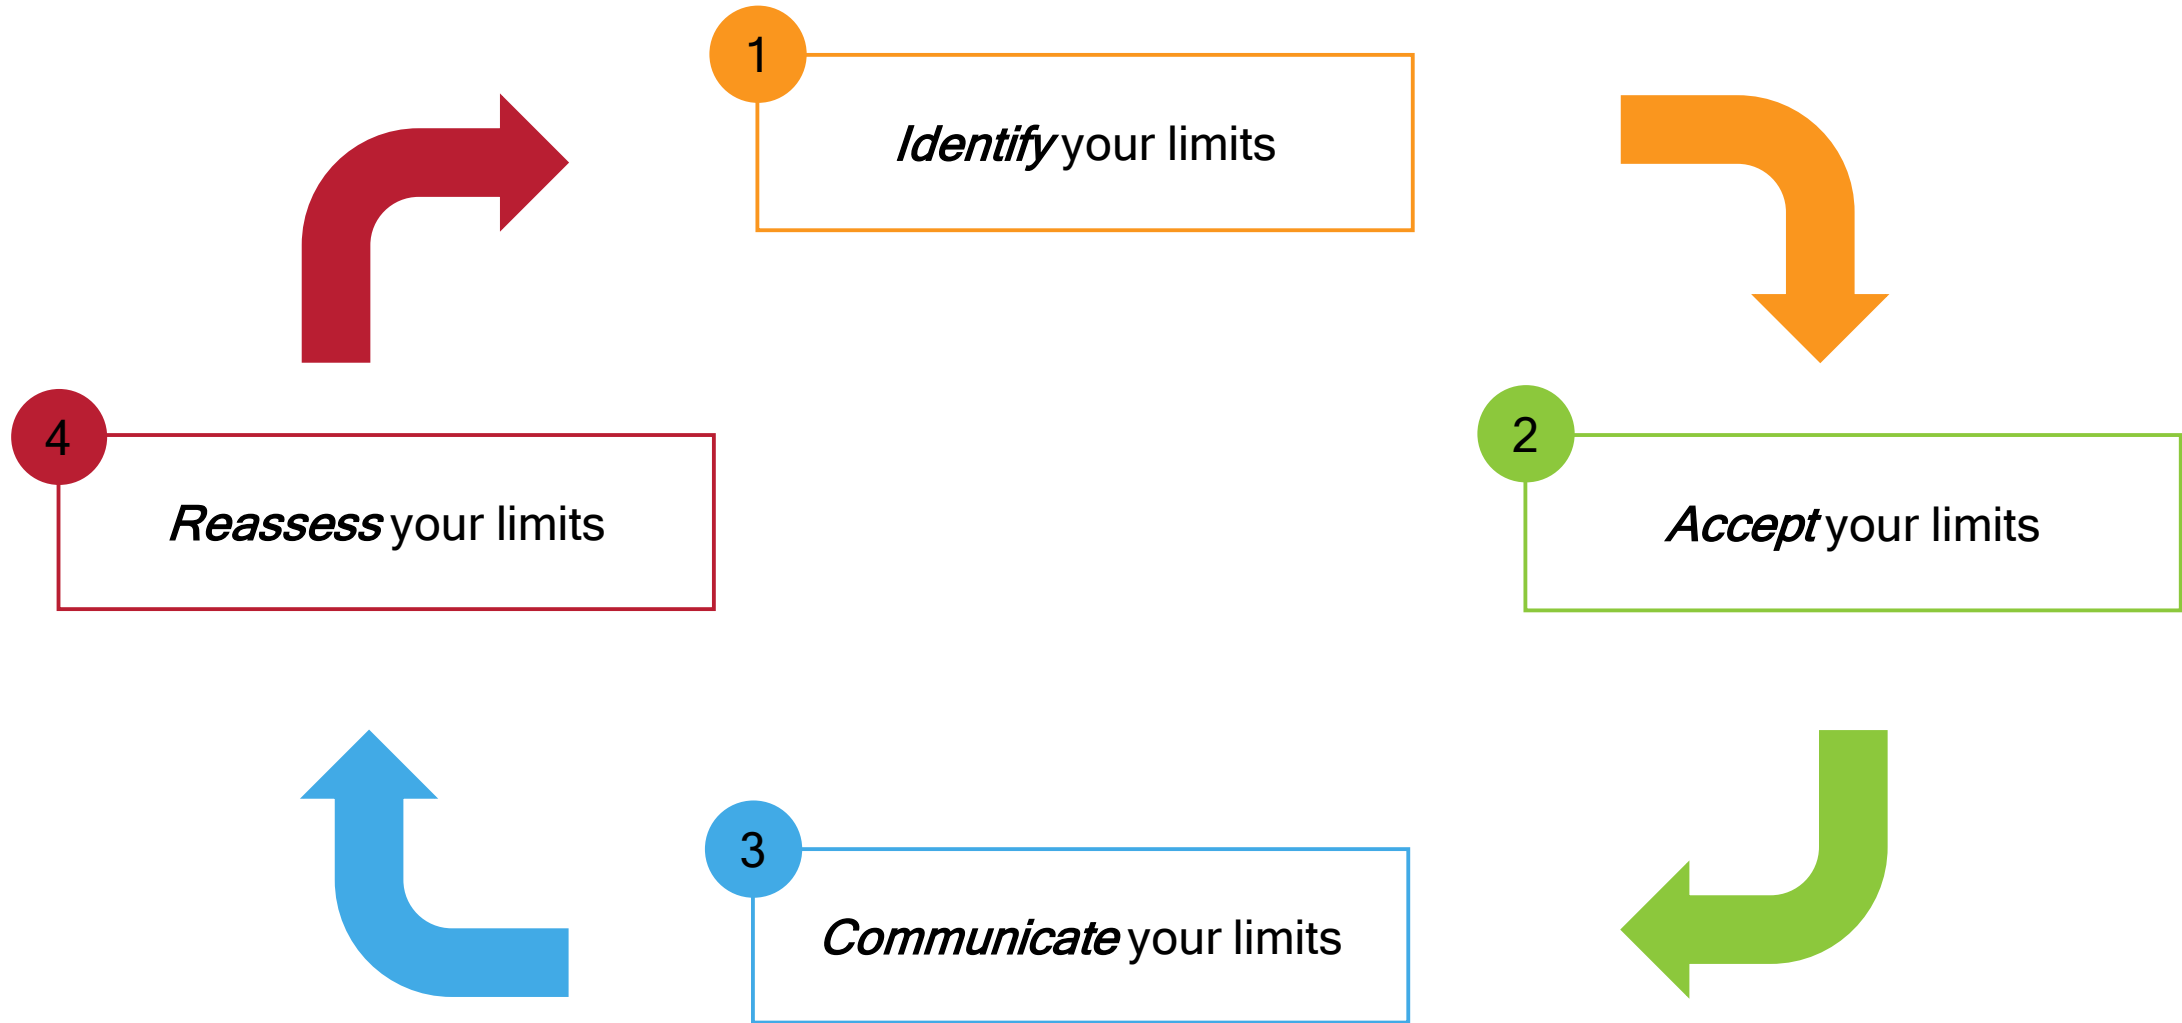 1
Identify your limits
2
Accept your limits
3
Communicate your limits
4
Reassess your limits